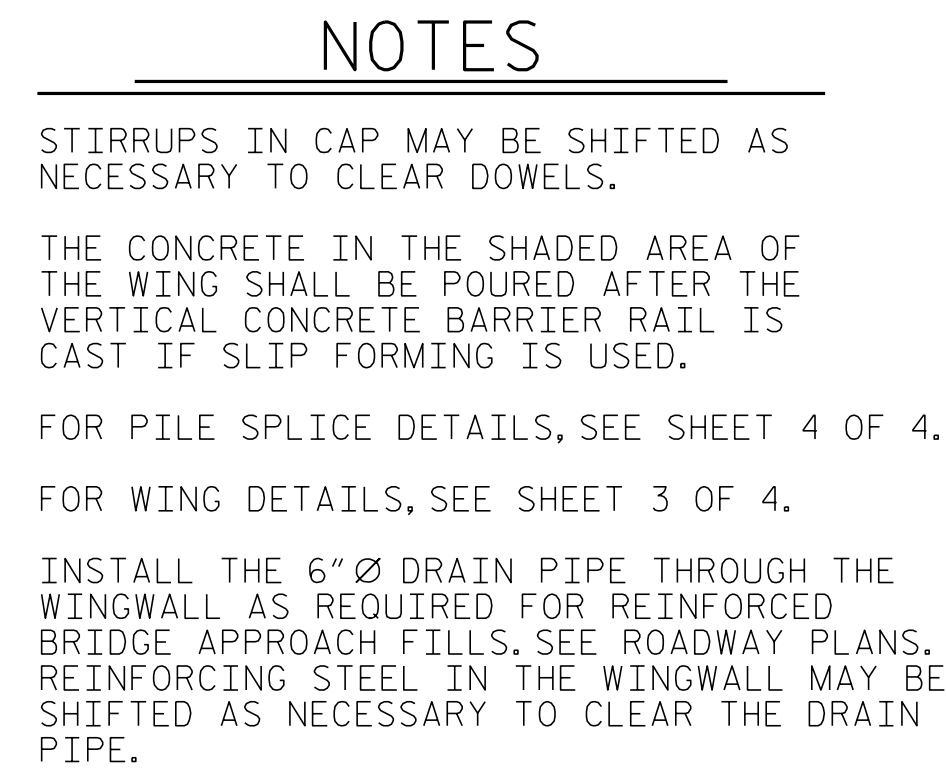 NOTES
STIRRUPS IN CAP MAY BE SHIFTED AS
NECESSARY TO CLEAR DOWELS.
THE CONCRETE IN THE SHADED AREA OF
THE WING SHALL BE POURED AFTER THE
VERTICAL CONCRETE BARRIER RAIL IS
CAST IF SLIP FORMING IS USED.
FOR PILE SPLICE DETAILS, SEE SHEET 4 OF 4.
FOR WING DETAILS, SEE SHEET 3 OF 4.
INSTALL THE 6"Ø DRAIN PIPE THROUGH THE
WINGWALL AS REQUIRED FOR REINFORCED
BRIDGE APPROACH FILLS. SEE ROADWAY PLANS.
REINFORCING STEEL IN THE WINGWALL MAY BE
SHIFTED AS NECESSARY TO CLEAR THE DRAIN
PIPE.